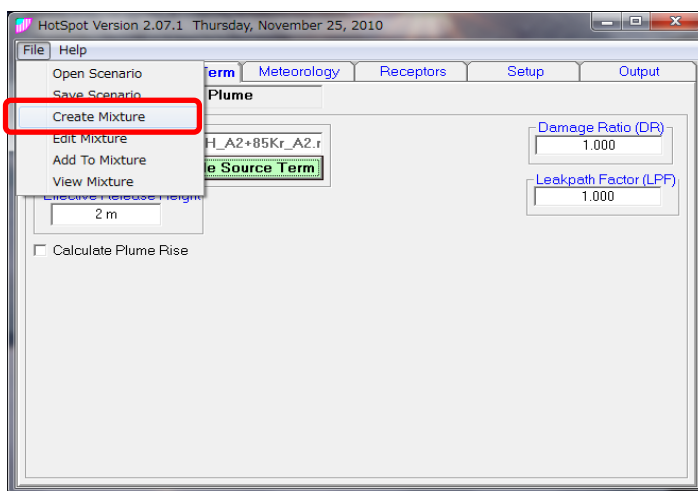 HotSpot Version 2.07.1 Thursday, November 25, 2010
File Help
erm Meteorology Receptors Setup Output
Open Scenario
Save Scenario
Create Mixture
Edit Mixture
Add To Mixture
View Mixture
Plume
H_A2+85Kr_A2.r
e Source Term
Damage Ratio (DR)
1.000
Leakpath Factor (LPF)
1.000
Effective Release Height
2 m
Calculate Plume Rise